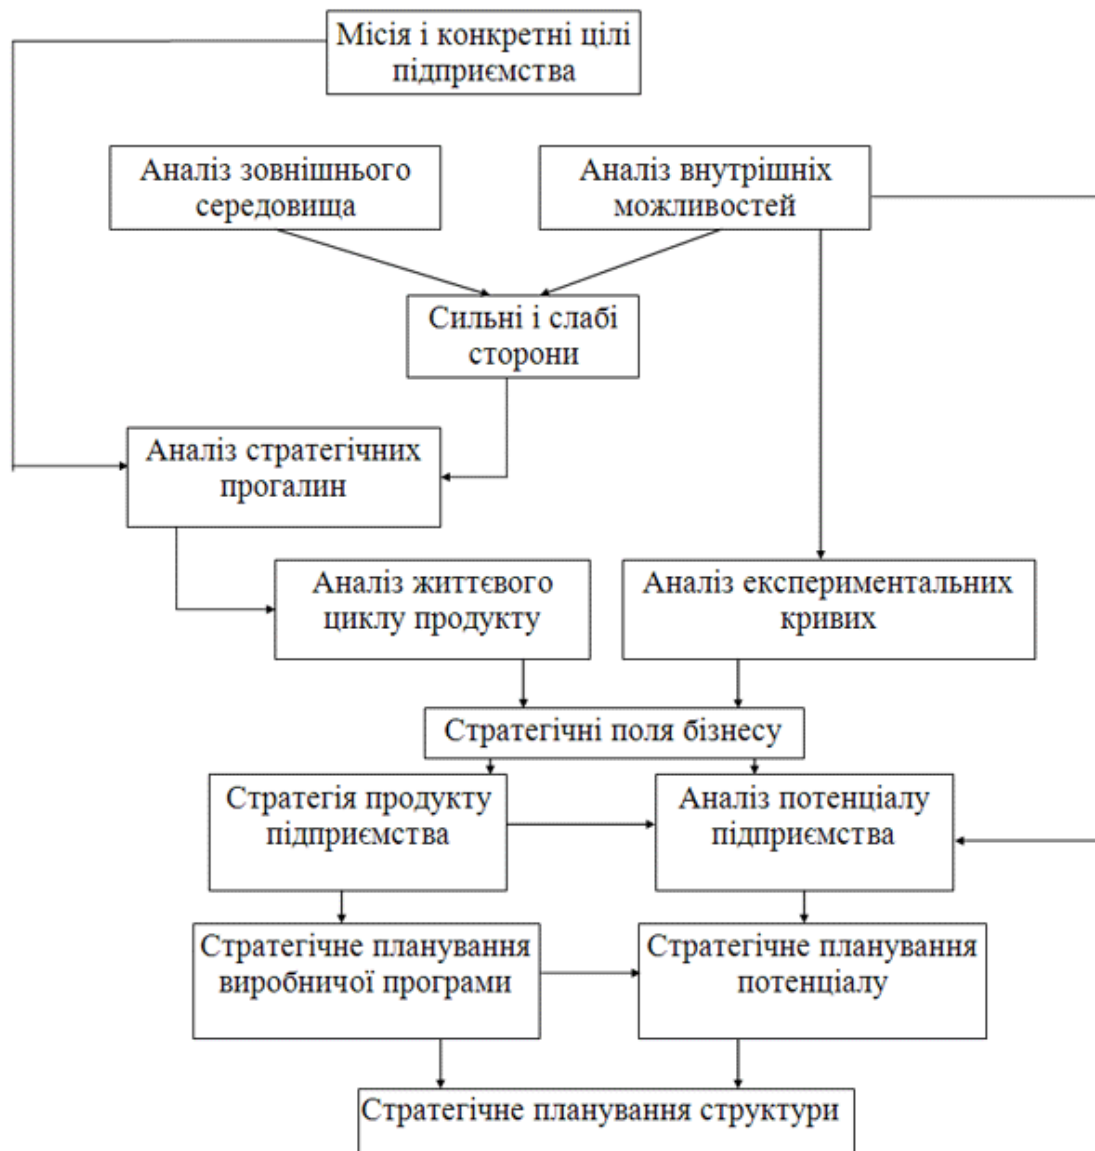 Місія і конкретні цілі
підприємства
Аналіз зовнішнього
середовища
Аналіз внутрішніх
можливостей
Сильні і слабі
сторони
Аналіз стратегічних
прогалин
Аналіз життєвого
циклу продукту
Аналіз експериментальних
кривих
Стратегічні поля бізнесу
Стратегія продукту
підприємства
Аналіз потенціалу
підприємства
Стратегічне планування
виробничої програми
Стратегічне планування
потенціалу
Стратегічне планування структури